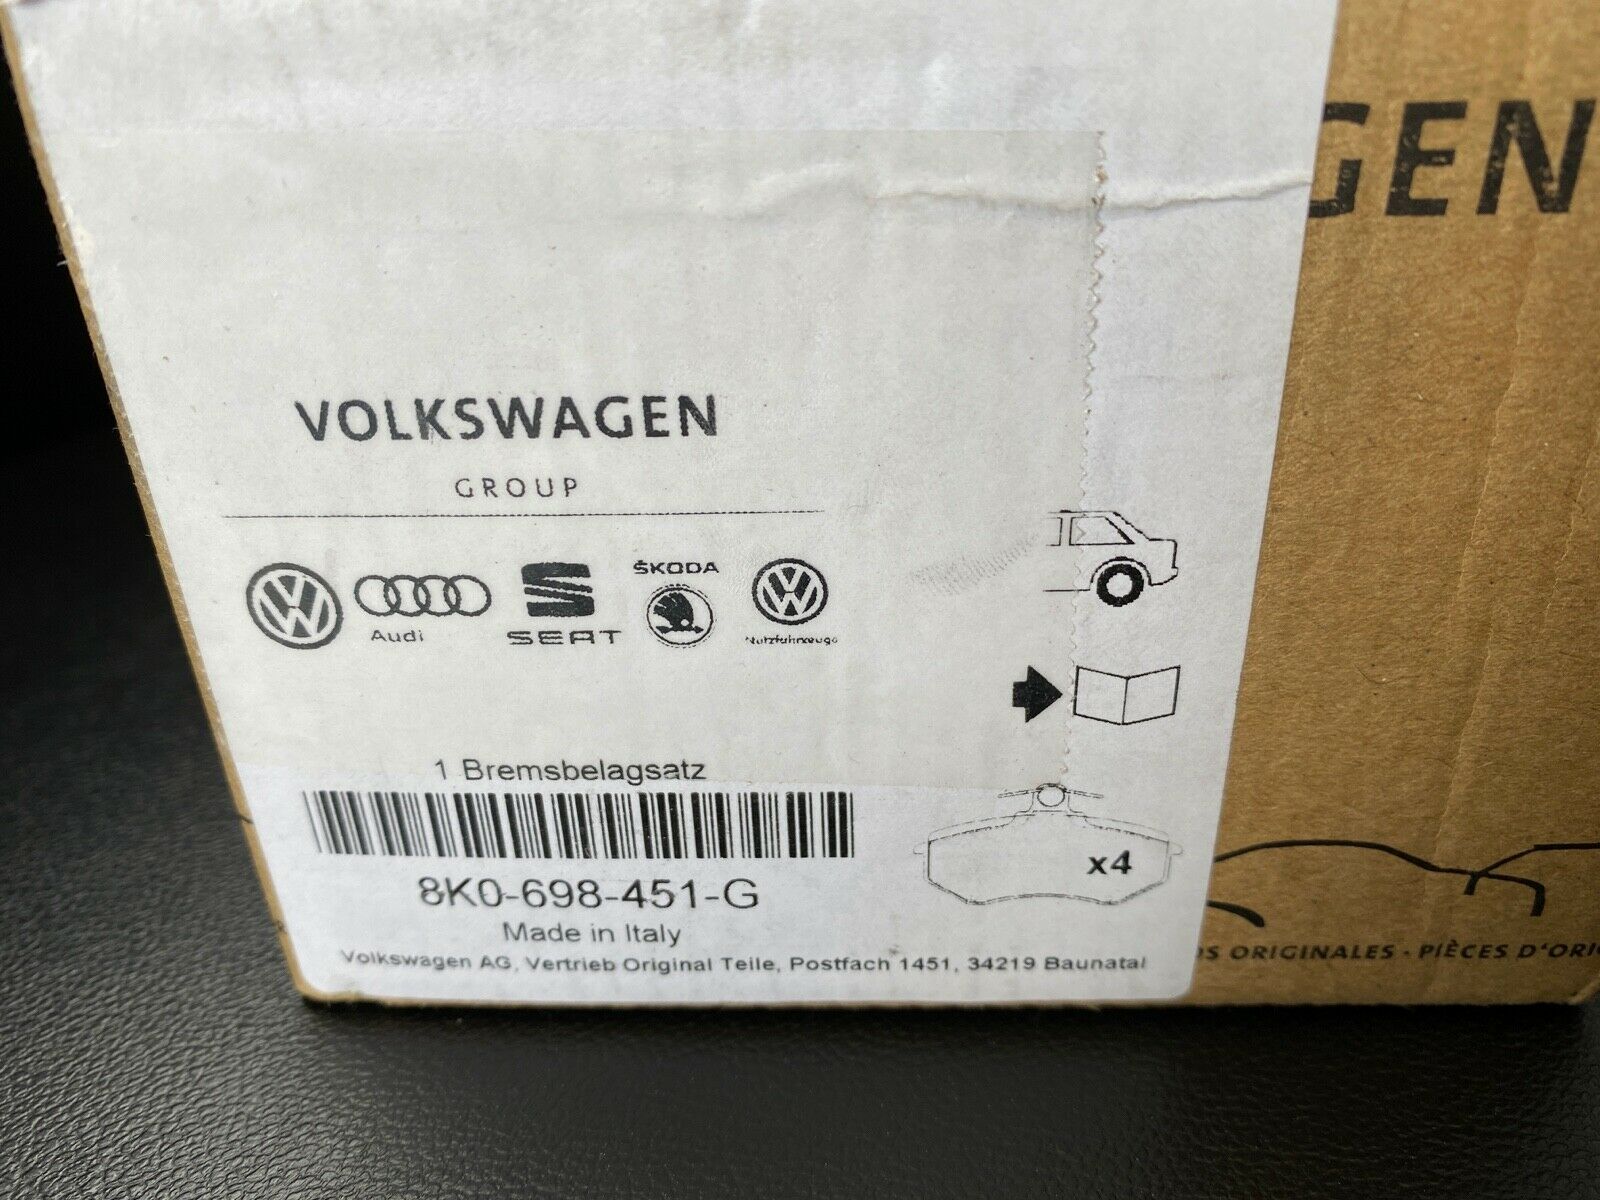 GEN
VOLKSWAGEN
GROUP
Audi
SEAT
ŠKODA
Nutzfahrzeuge
1 Bremsbelagsatz
8K0-698-451-G
x4
Made in Italy
Volkswagen AG, Vertrieb Original Teile, Postfach 1451, 34219 Baunatal
OS ORIGINALES · PIÈCES D'ORI